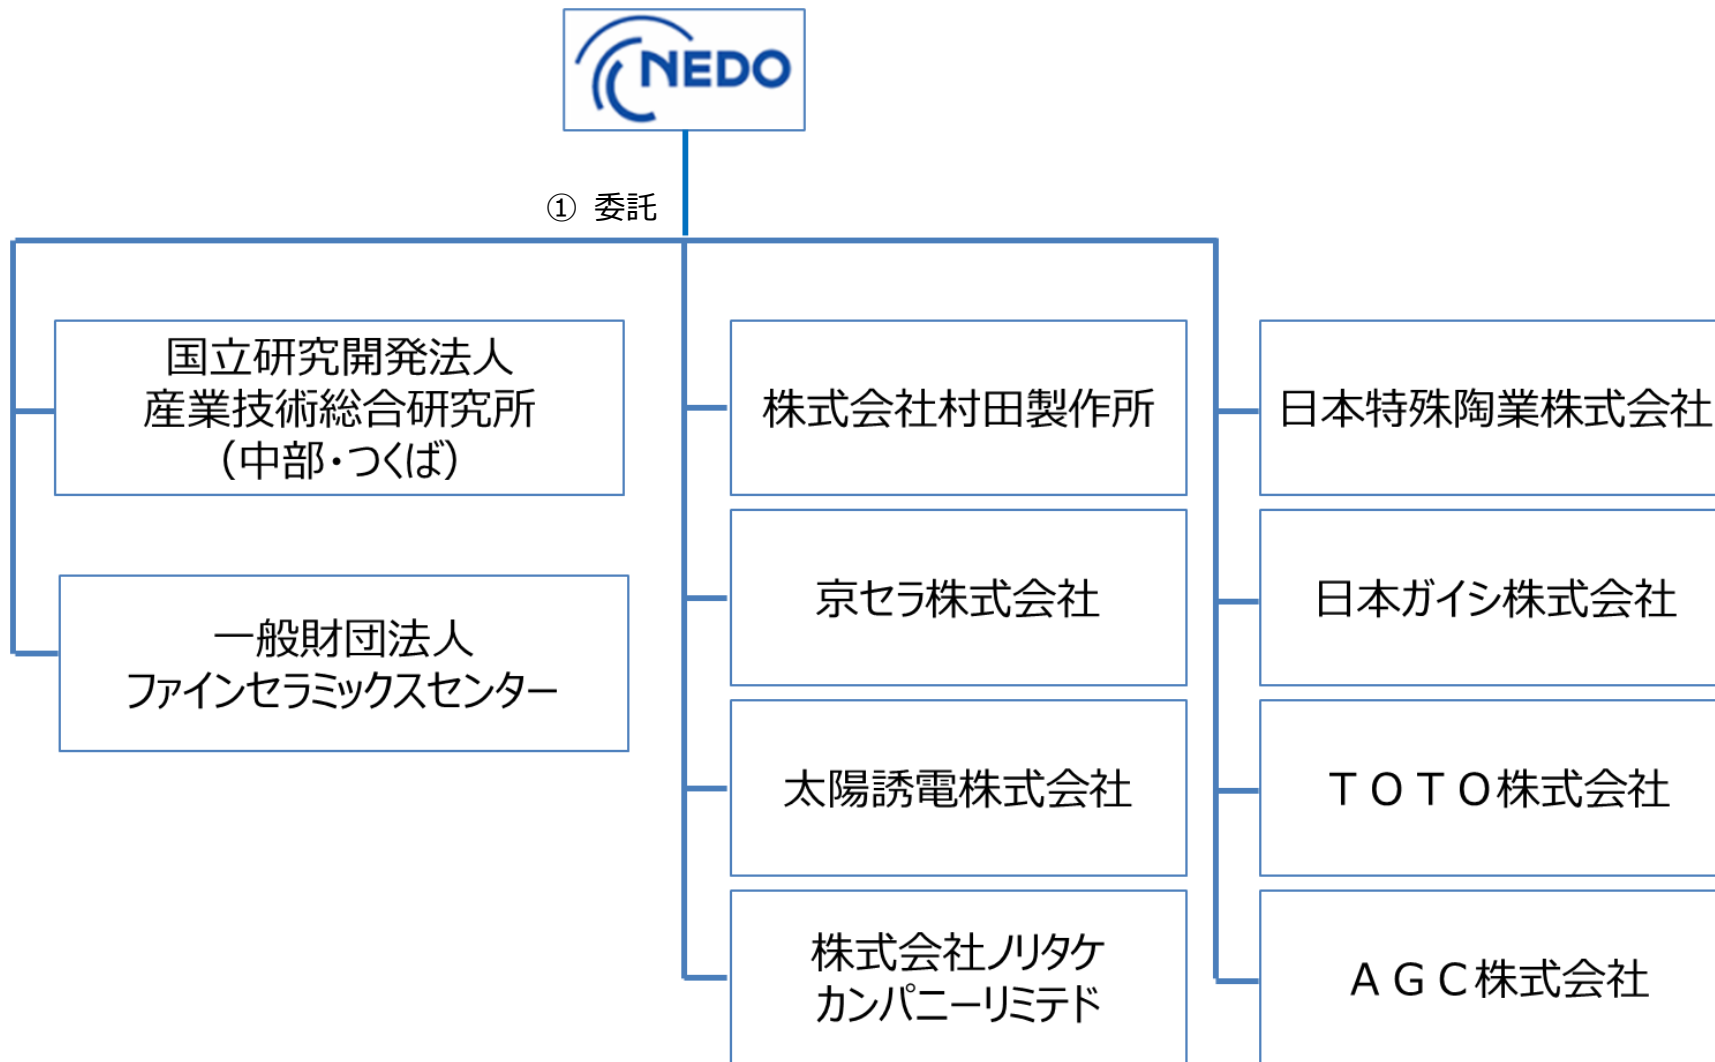 NEDO
① 委託
国立研究開発法人
産業技術総合研究所
（中部・つくば）
一般財団法人
ファインセラミックスセンター
株式会社村田製作所
京セラ株式会社
太陽誘電株式会社
株式会社ノリタケ
カンパニーリミテド
日本特殊陶業株式会社
日本ガイシ株式会社
ＴＯＴＯ株式会社
ＡＧＣ株式会社